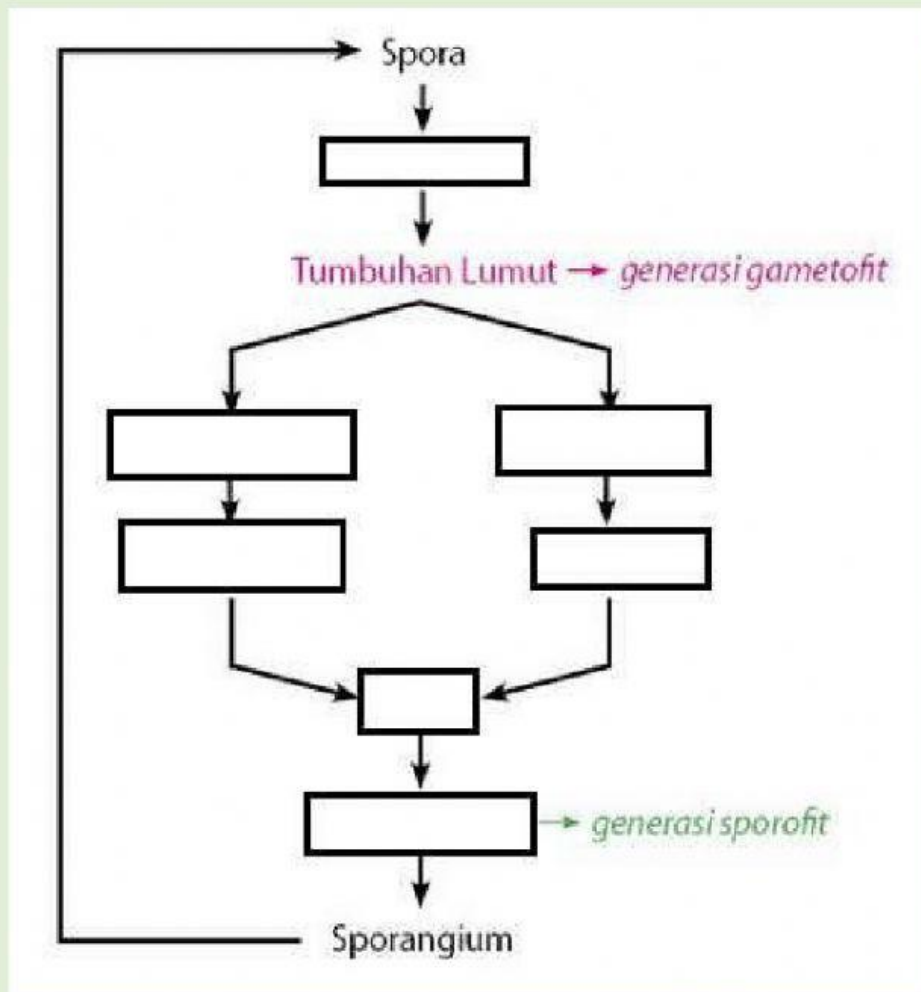 Spora
Tumbuhan Lumut → generasi gametofit
generasi sporofit
Sporangium